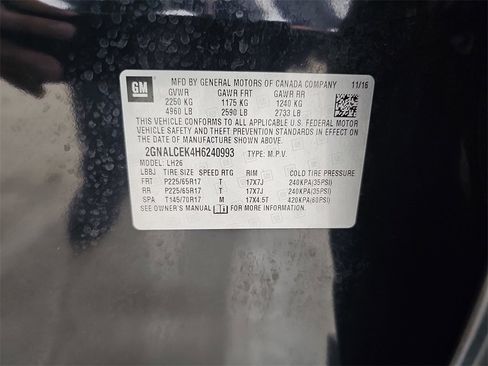 GM
MFD BY GENERAL MOTORS OF CANADA COMPANY 11/16
GVWR GAWR FRT GAWR RR
2250 KG 1175 KG 1240 KG
4960 LB 2590 LB 2733 LB
THIS VEHICLE CONFORMS TO ALL APPLICABLE U.S. FEDERAL MOTOR
VEHICLE SAFETY AND THEFT PREVENTION STANDARDS IN EFFECT ON
THE DATE OF MANUFACTURE SHOWN ABOVE.
2GNALCEK4H6240993 TYPE: M.P.V.
MODEL: LH26
LBBJ TIRE SIZE SPEED RTG RIM COLD TIRE PRESSURE
FRT P225/65R17 T 17X7J 240KPA(35PSI)
RR P225/65R17 T 17X7J 240KPA(35PSI)
SPA T145/70R17 M 17X4.5T 420KPA(60PSI)
SEE OWNER'S MANUAL FOR MORE INFORMATION.